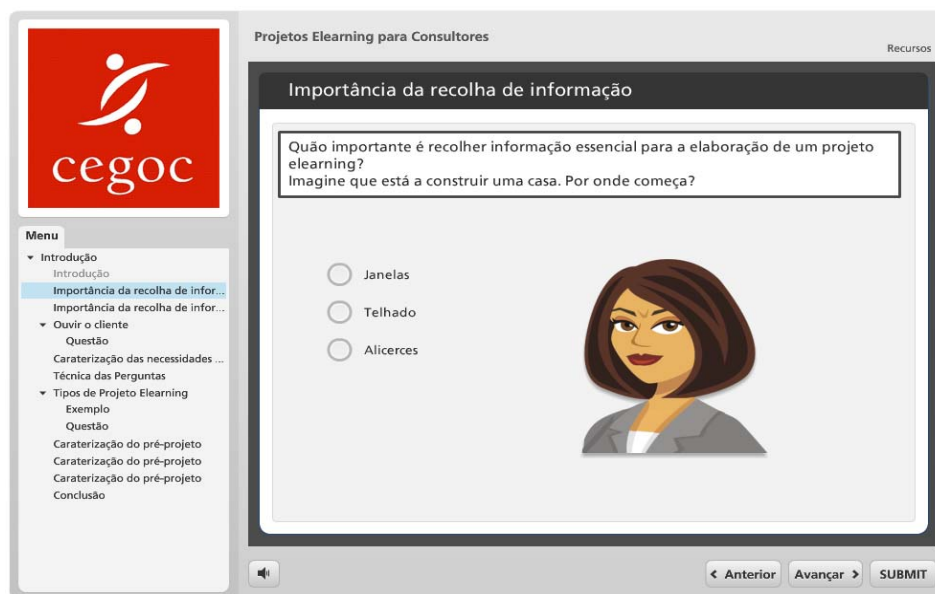 cegoc
Projetos Elearning para Consultores
Recursos
Menu
Introdução
Introdução
Importância da recolha de infor...
Importância da recolha de infor...
Ouvir o cliente
Questão
Caraterização das necessidades ...
Técnica das Perguntas
Tipos de Projeto Elearning
Exemplo
Questão
Caraterização do pré-projeto
Caraterização do pré-projeto
Caraterização do pré-projeto
Conclusão
Importância da recolha de informação
Quão importante é recolher informação essencial para a elaboração de um projeto
elearning?
Imagine que está a construir uma casa. Por onde começa?
Janelas
Telhado
Alicerces
Anterior
Avançar
SUBMIT